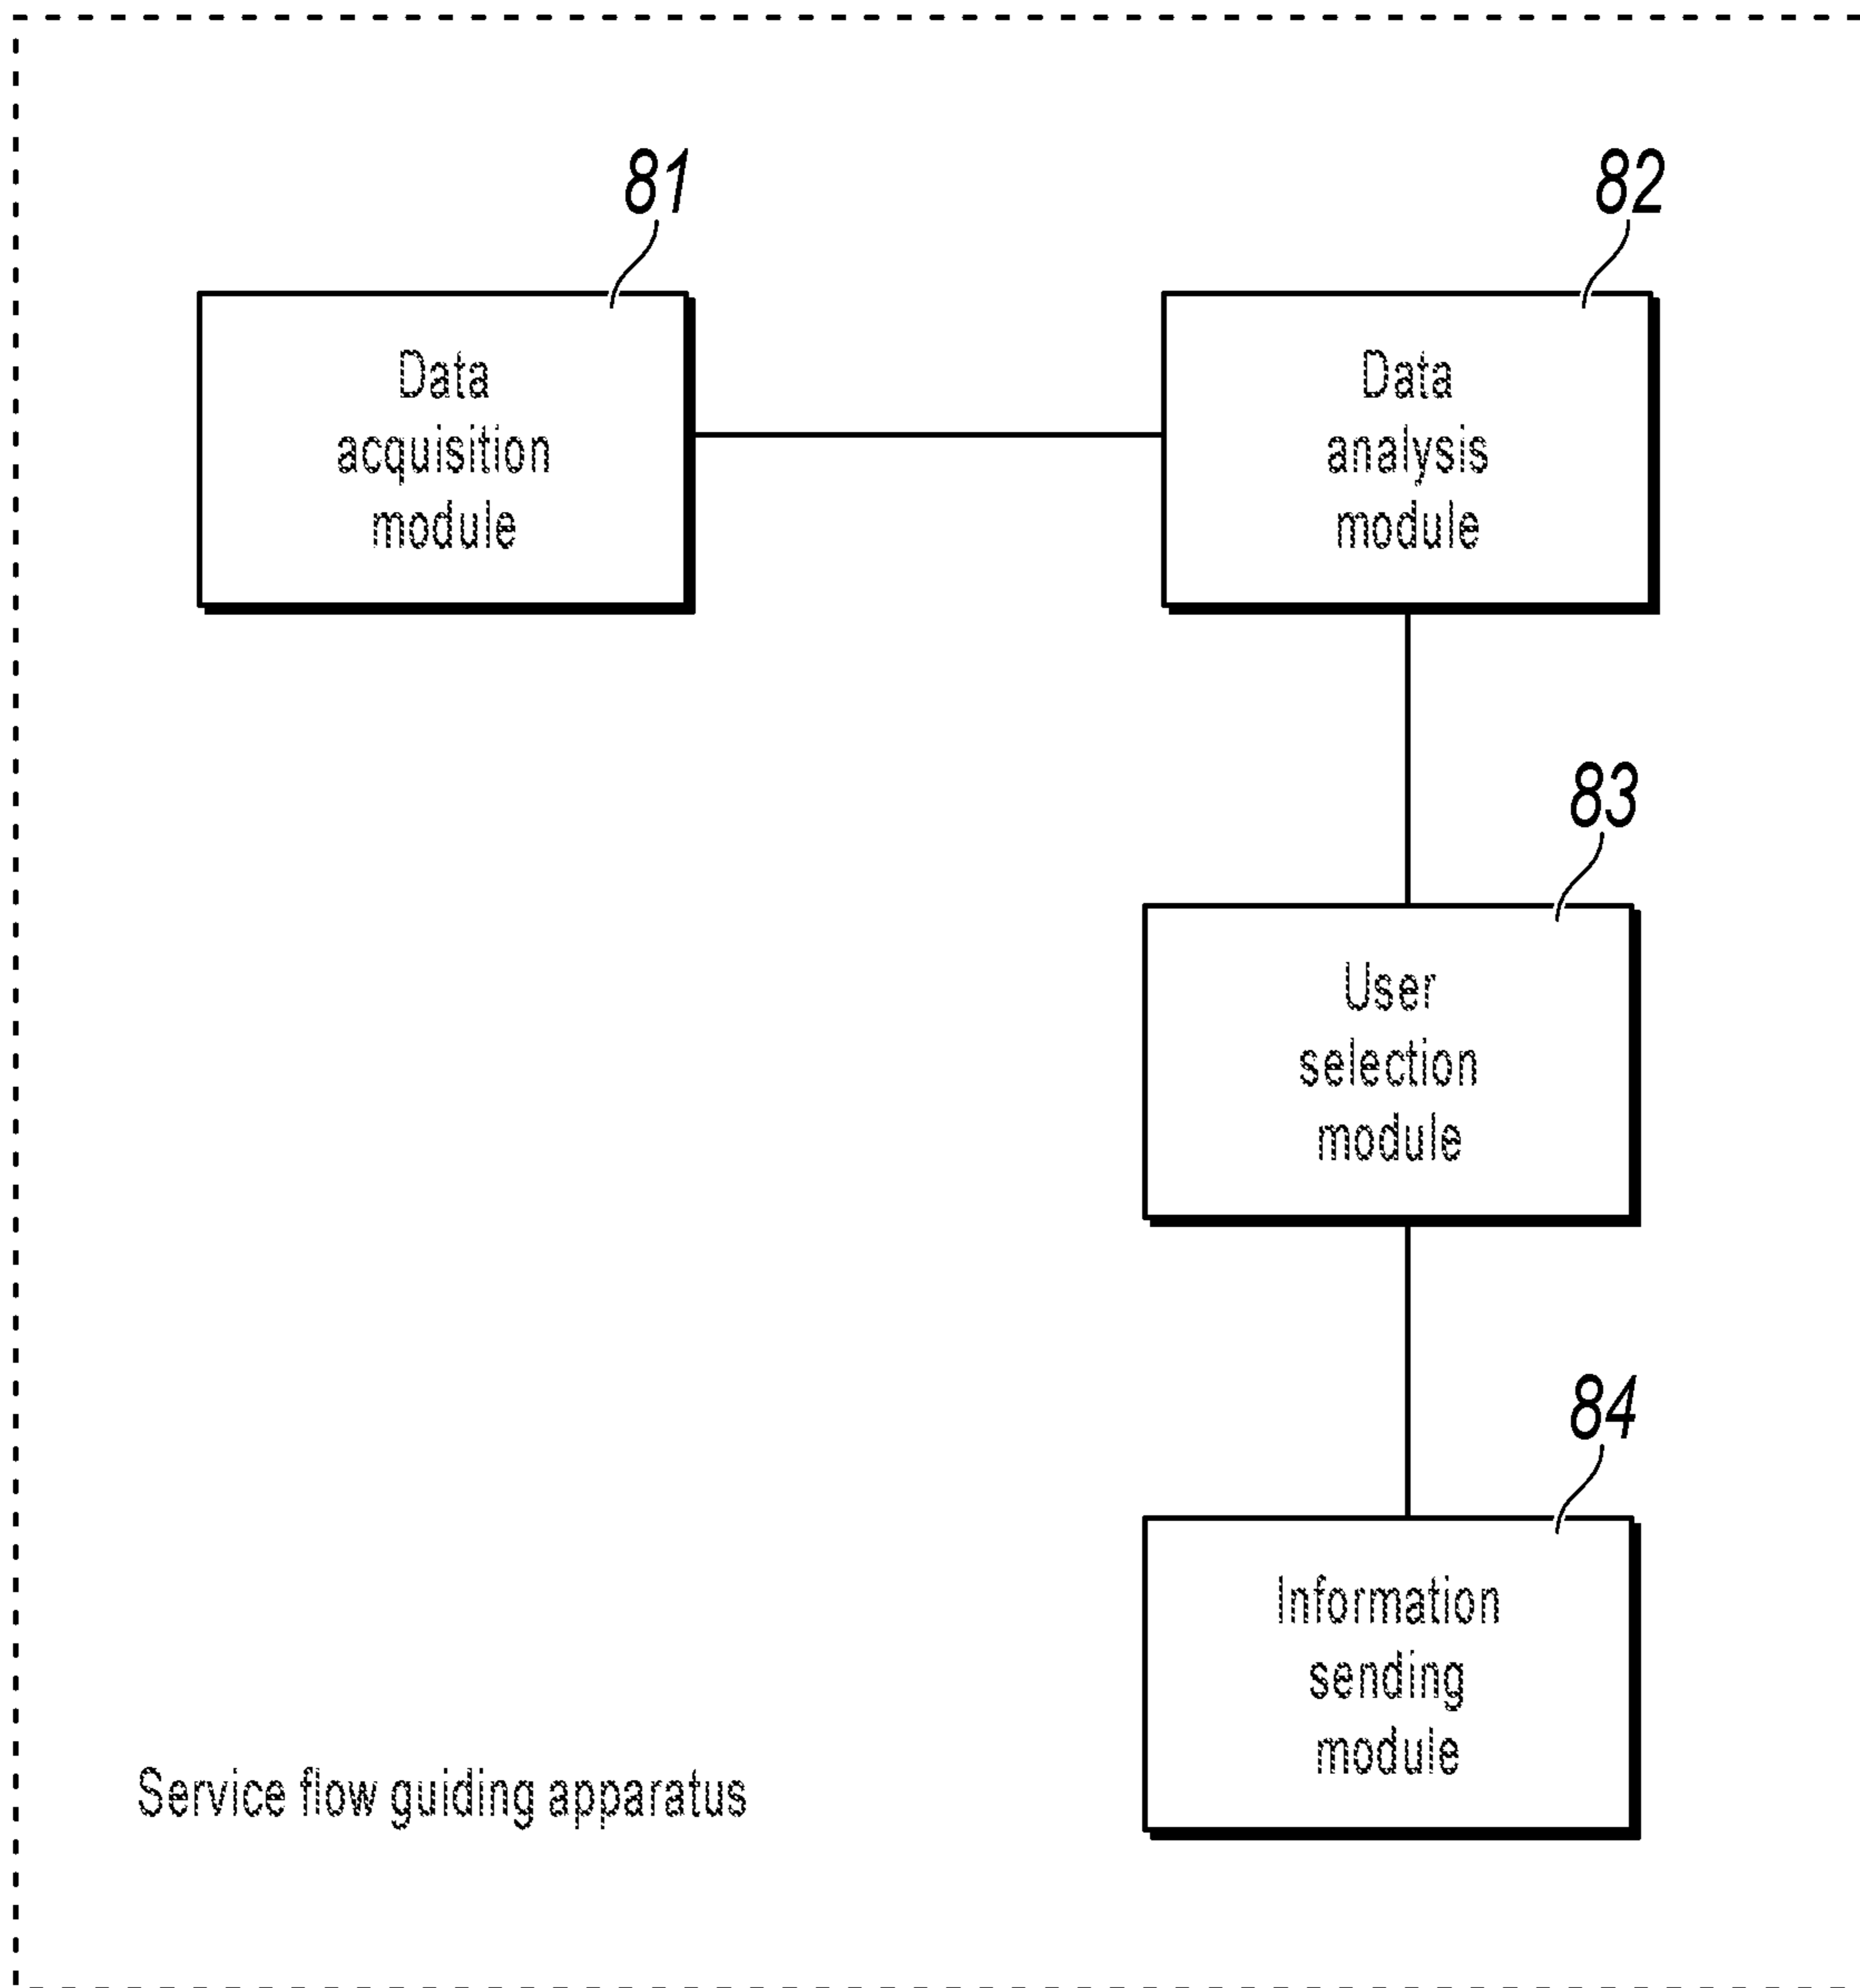 81
Data
acquisition
module
82
Data
analysis
module
83
User
selection
module
84
Information
sending
module
Service flow guiding apparatus